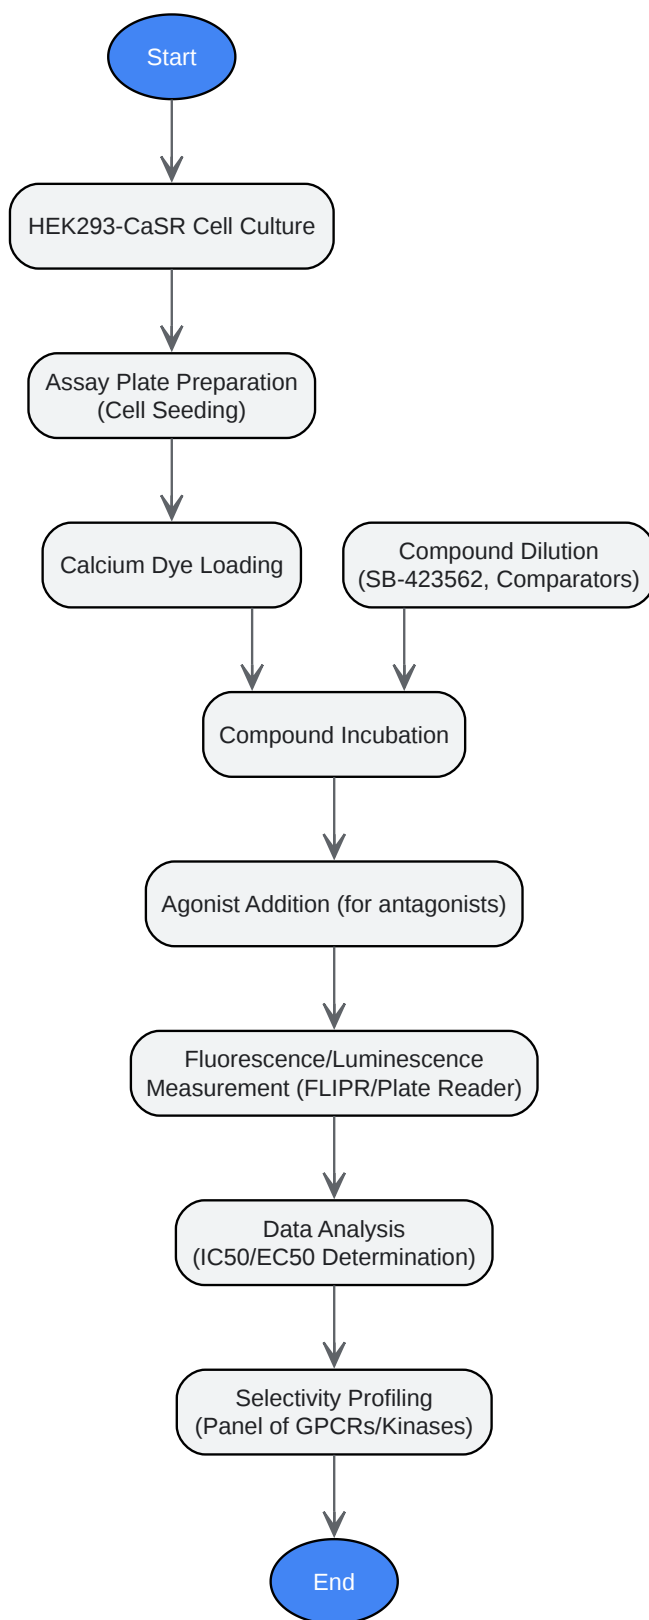 Start
HEK293-CaSR Cell Culture
Assay Plate Preparation
(Cell Seeding)
Calcium Dye Loading
Compound Dilution
(SB-423562, Comparators)
Compound Incubation
Agonist Addition (for antagonists)
Fluorescence/Luminescence
Measurement (FLIPR/Plate Reader)
Data Analysis
(IC50/EC50 Determination)
Selectivity Profiling
(Panel of GPCRs/Kinases)
End